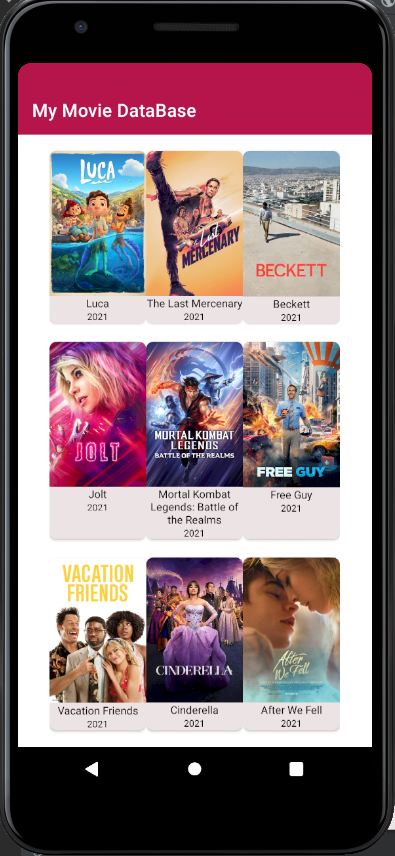 My Movie DataBase
LUCA
The Last
MERCENARY
BECKETT
Luca
2021
The Last Mercenary
2021
Beckett
2021
JOLT
MORTAL KOMBAT
LEGENDS
BATTLE OF THE REALMS
FREE GUY
Jolt
2021
Mortal Kombat
Legends: Battle of
the Realms
2021
Free Guy
2021
VACATION
FRIENDS
CINDERELLA
After
We Fell
Vacation Friends
2021
Cinderella
2021
After We Fell
2021